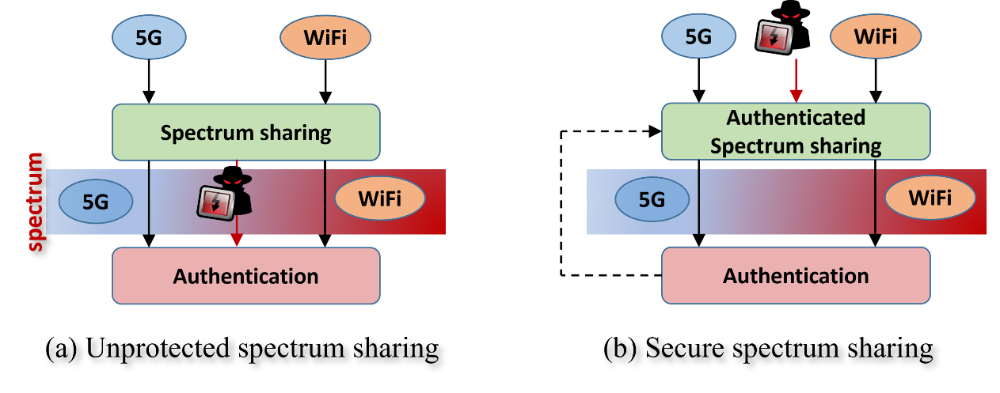 5G
WiFi
Spectrum sharing
spectrum
5G
WiFi
Authentication
(a) Unprotected spectrum sharing
5G
WiFi
Authenticated
Spectrum sharing
5G
WiFi
Authentication
(b) Secure spectrum sharing